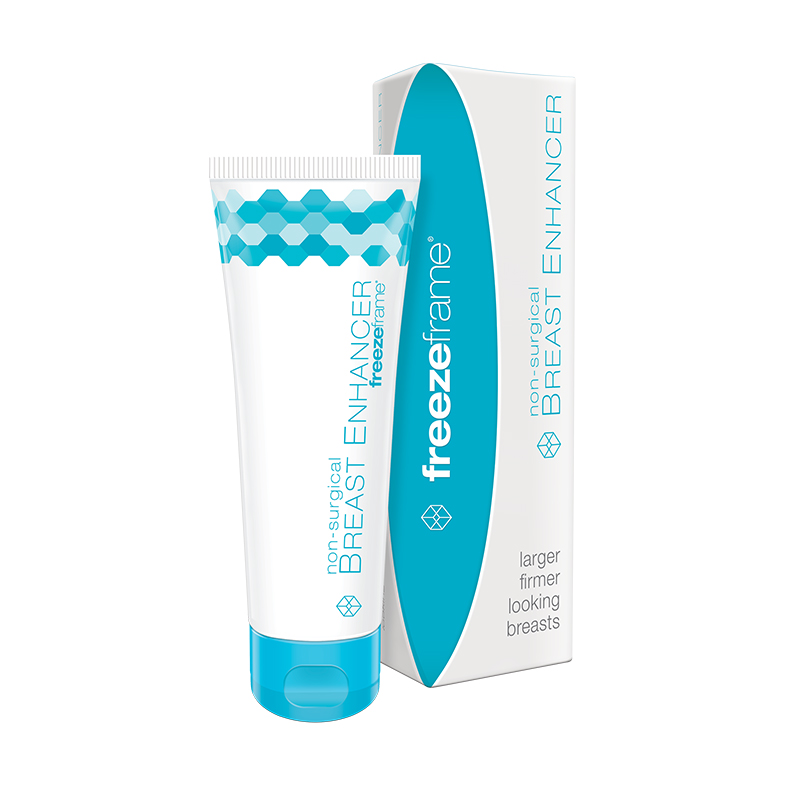 non-surgical
BREAST ENHANCER
freezeframe®
freezeframe®
non-surgical
BREAST ENHANCER
larger
firmer
looking
breasts